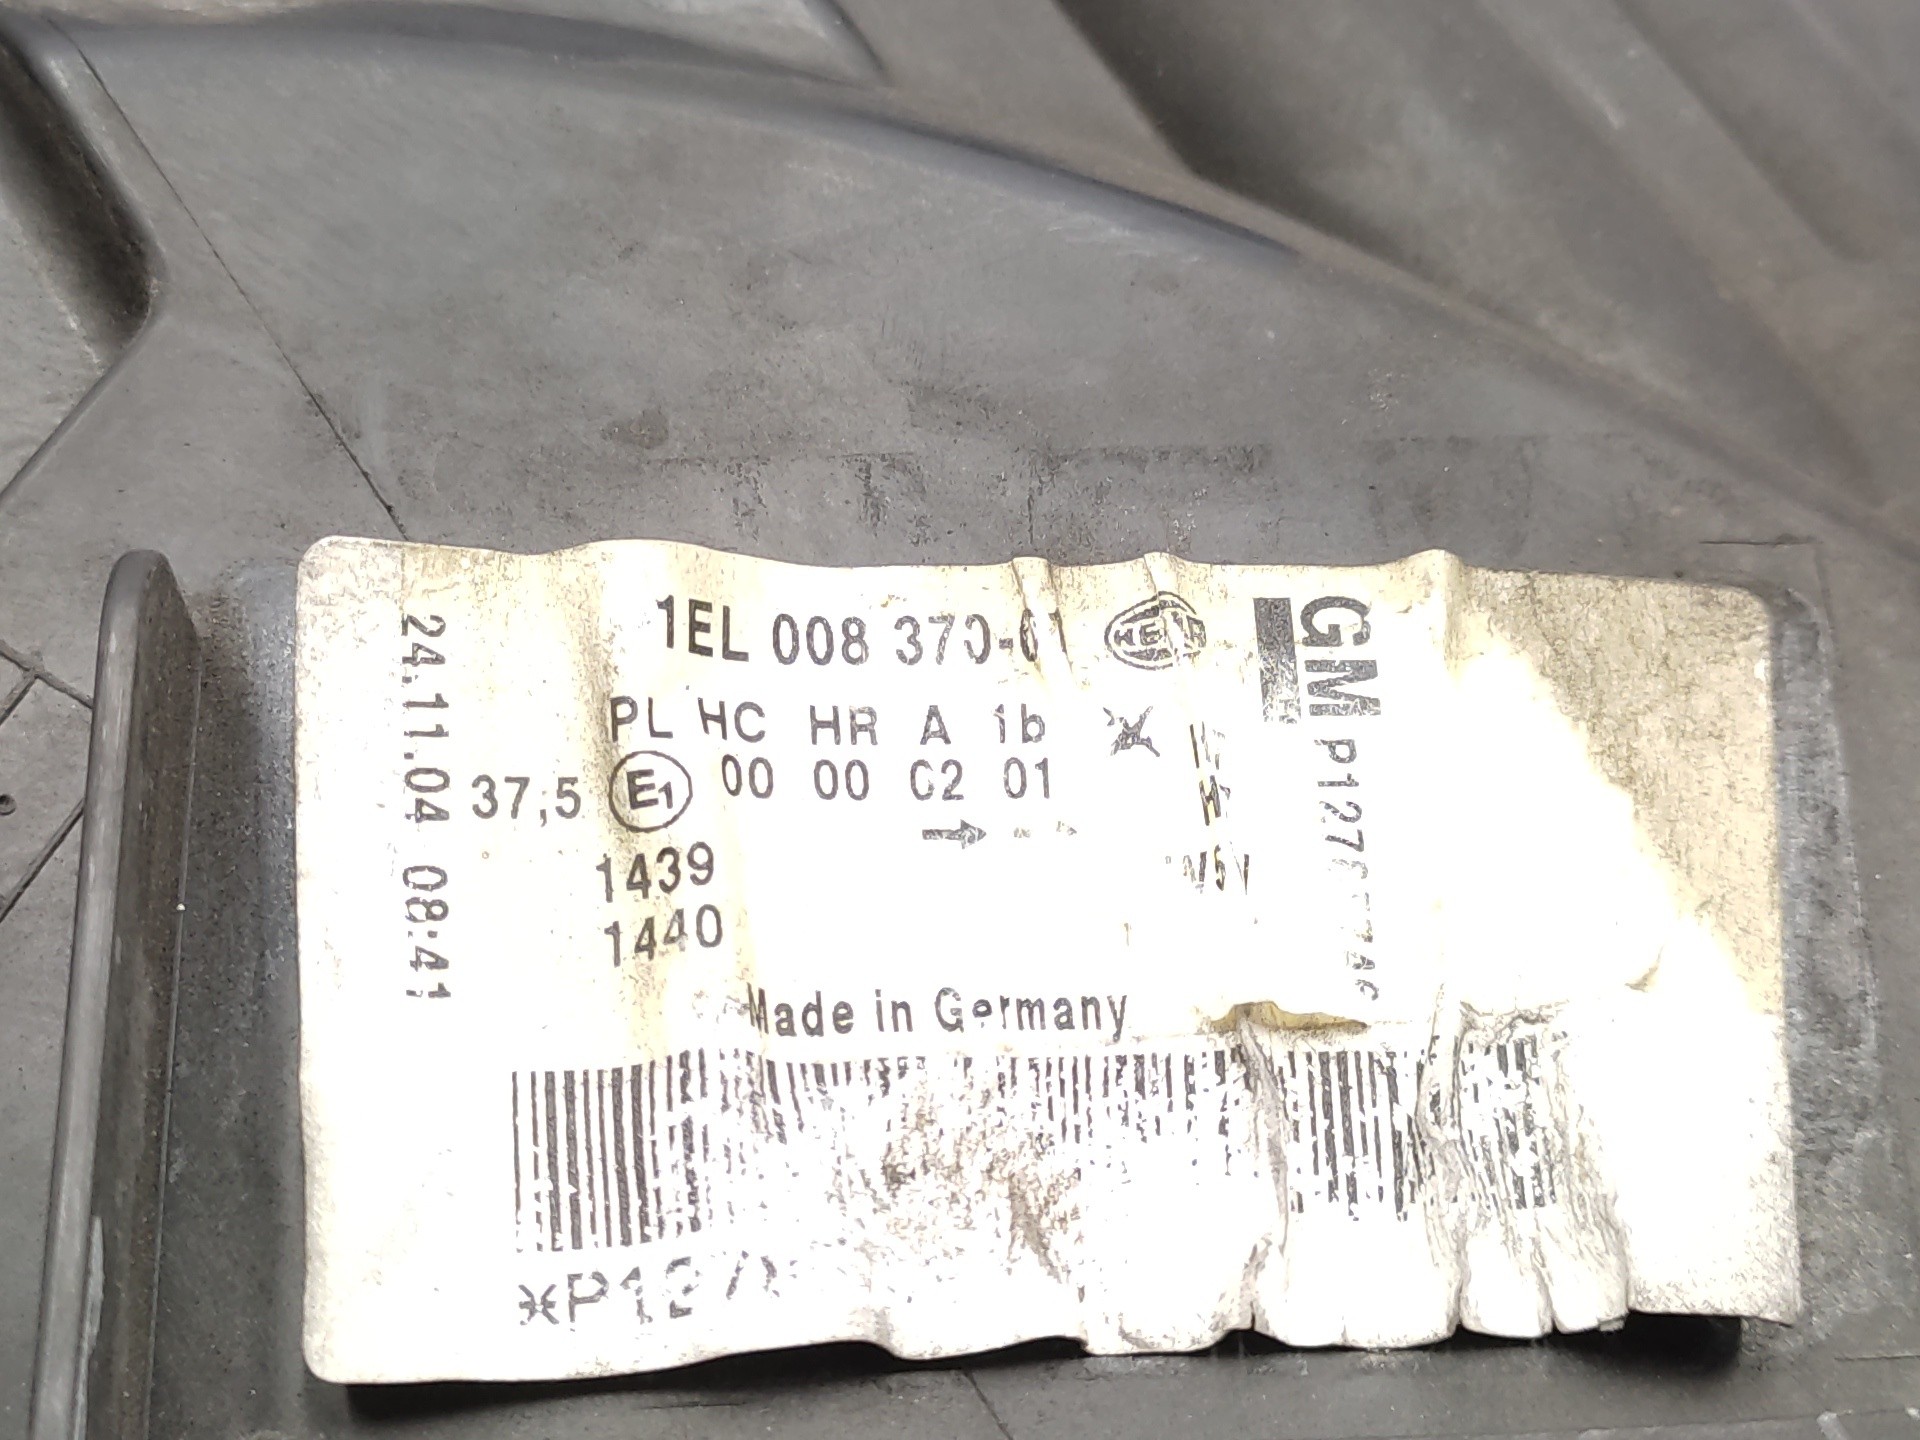 1EL 008 370-01 HELLA
PL HC HR A 1b X
37,5 E1 00 00 02 01
1439
1440
Made in Germany
24.11.04 08:41
GM